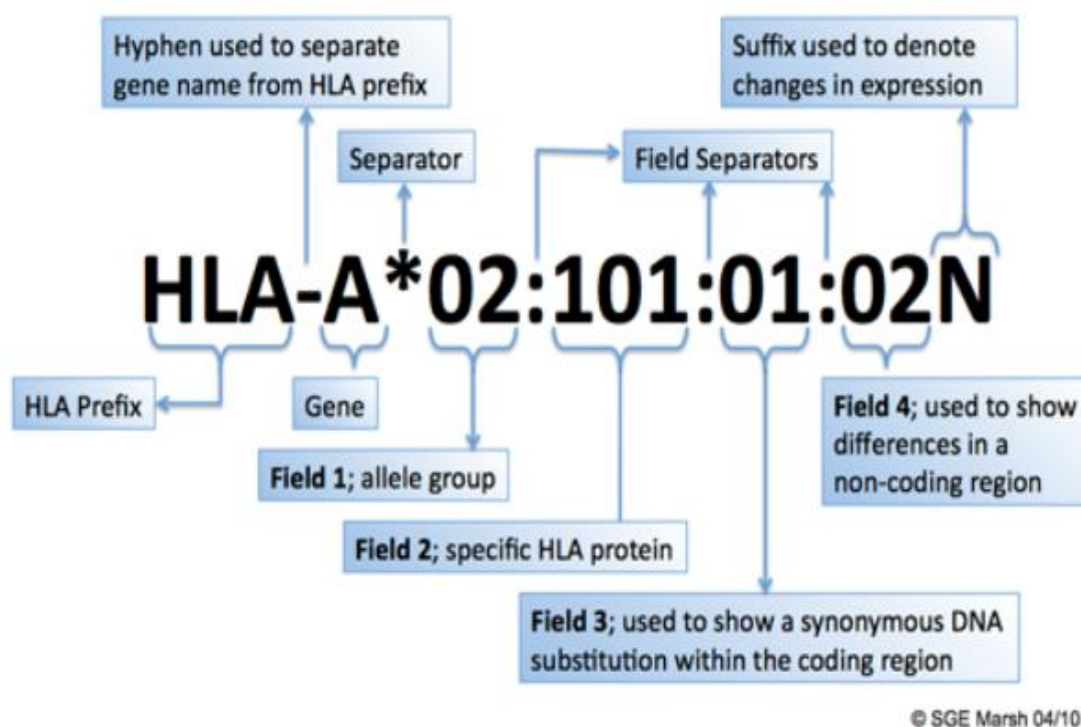 Hyphen used to separate
gene name from HLA prefix
Suffix used to denote
changes in expression
Separator
Field Separators
HLA-A*02:101:01:02N
HLA Prefix
Gene
Field 4; used to show
differences in a
non-coding region
Field 1; allele group
Field 2; specific HLA protein
Field 3; used to show a synonymous DNA
substitution within the coding region
© SGE Marsh 04/10